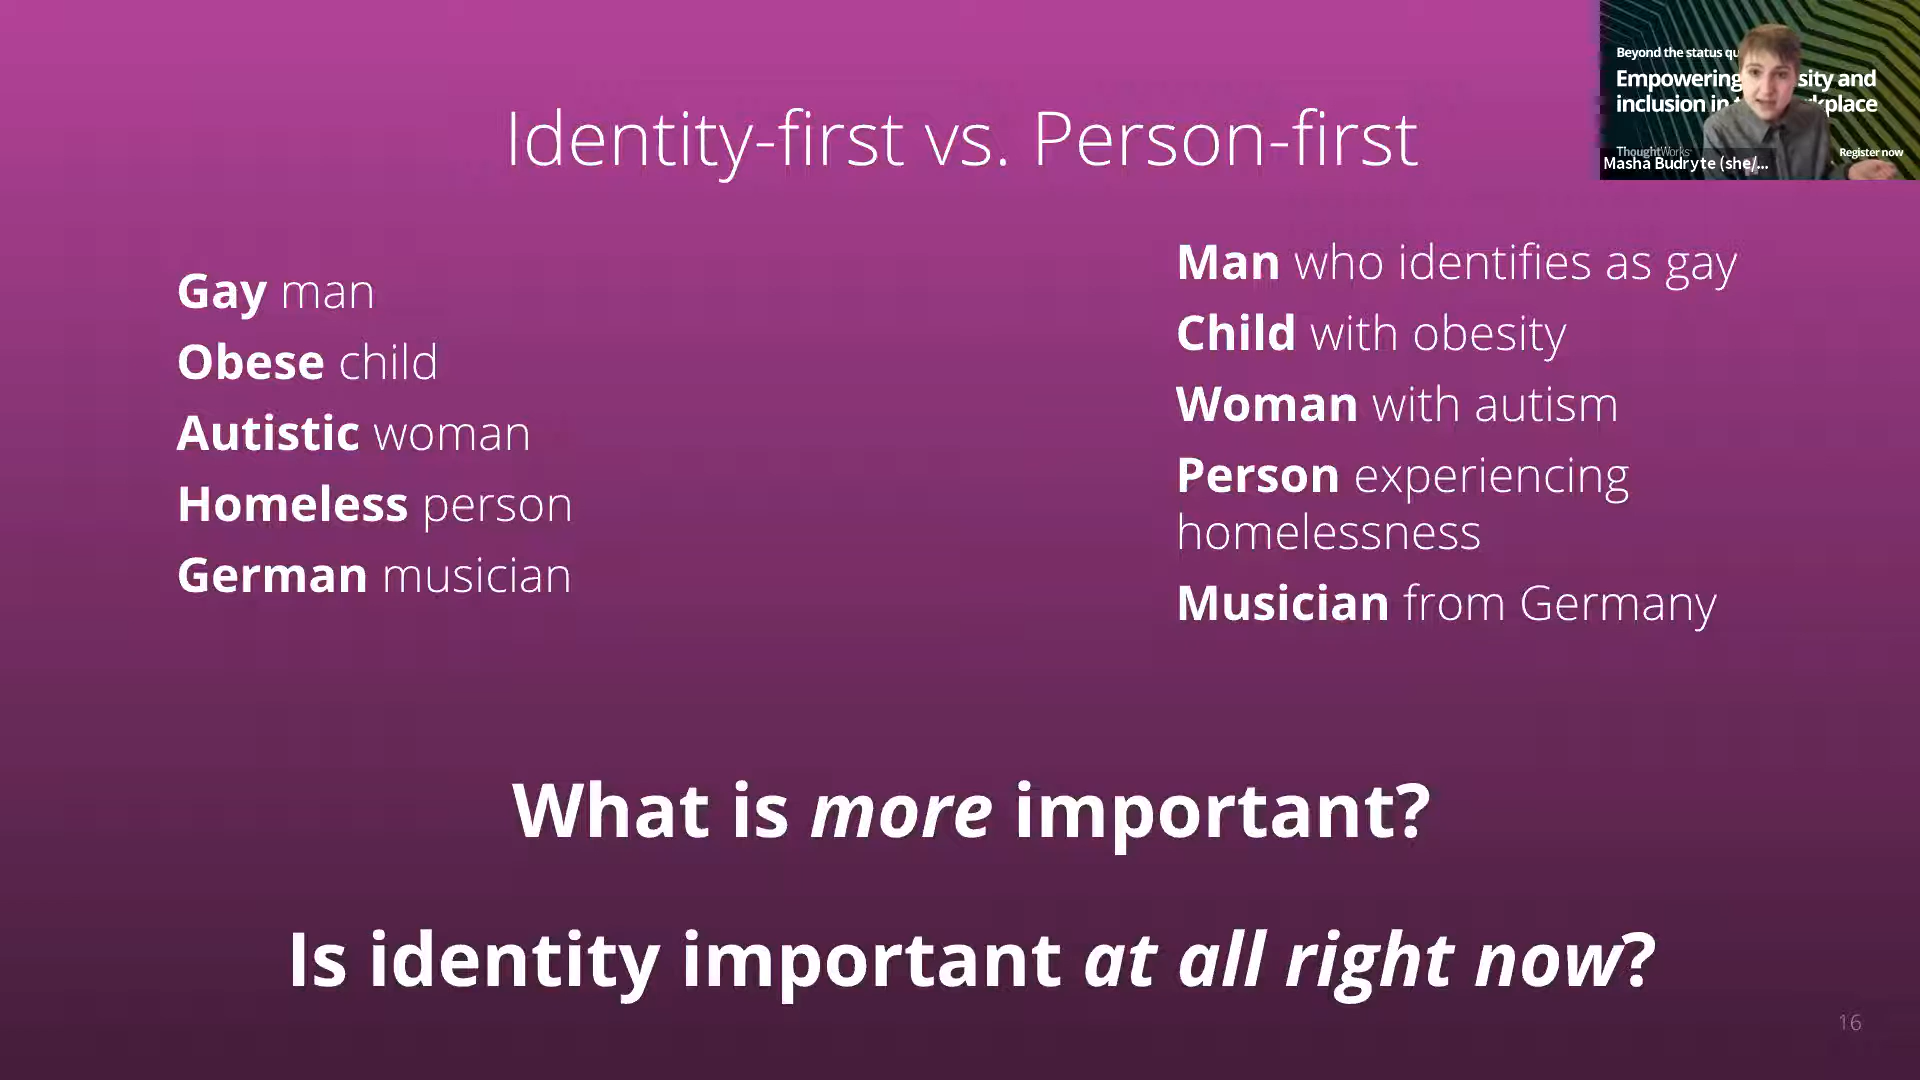 Identity-first vs. Person-first
Gay man
Obese child
Autistic woman
Homeless person
German musician
Man who identifies as gay
Child with obesity
Woman with autism
Person experiencing
homelessness
Musician from Germany
What is more important?
Is identity important at all right now?
16
Beyond the status qu
Empowering sity and
inclusion in kplace
ThoughtWorks
Register now
Masha Budryte (she/...